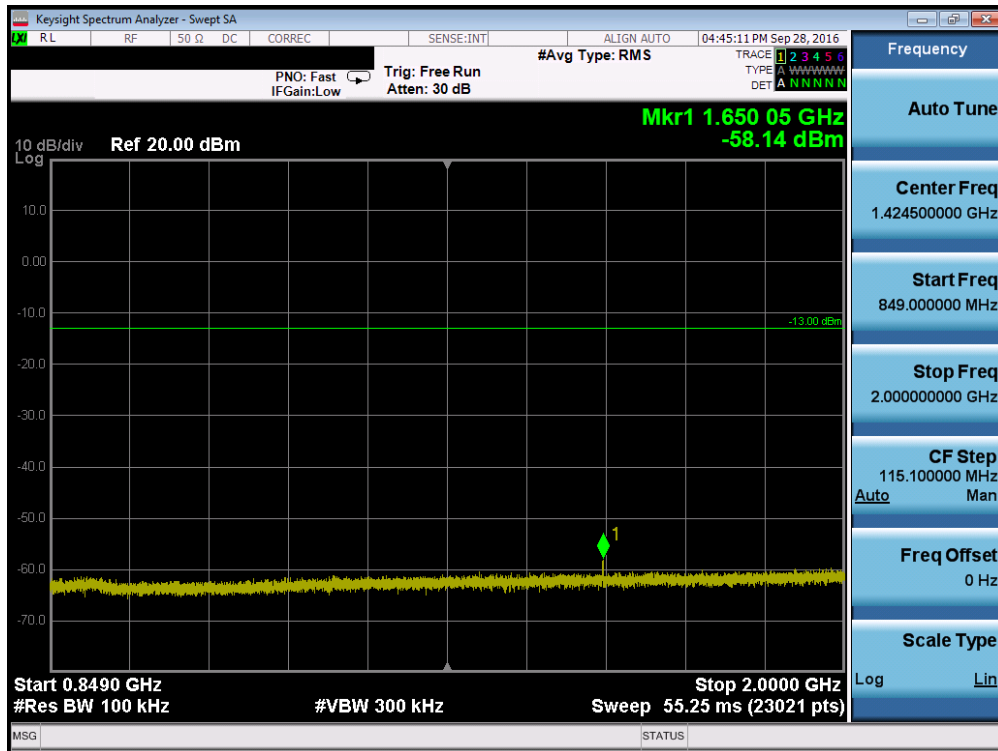 Keysight Spectrum Analyzer - Swept SA
LXI RL RF 50 Ω DC CORREC SENSE:INT ALIGN AUTO 04:45:11 PM Sep 28, 2016
#Avg Type: RMS TRACE 1 2 3 4 5 6
PNO: Fast Trig: Free Run TYPE A WWWWW
IFGain:Low Atten: 30 dB DET A N N N N N
Mkr1 1.650 05 GHz
-58.14 dBm
10 dB/div Ref 20.00 dBm
Log
10.0
0.00
-10.0
-13.00 dBm
-20.0
-30.0
-40.0
-50.0
1
-60.0
-70.0
Start 0.8490 GHz Stop 2.0000 GHz
#Res BW 100 kHz #VBW 300 kHz Sweep 55.25 ms (23021 pts)
MSG STATUS
Frequency
Auto Tune
Center Freq
1.424500000 GHz
Start Freq
849.000000 MHz
Stop Freq
2.000000000 GHz
CF Step
115.100000 MHz
Auto Man
Freq Offset
0 Hz
Scale Type
Log Lin